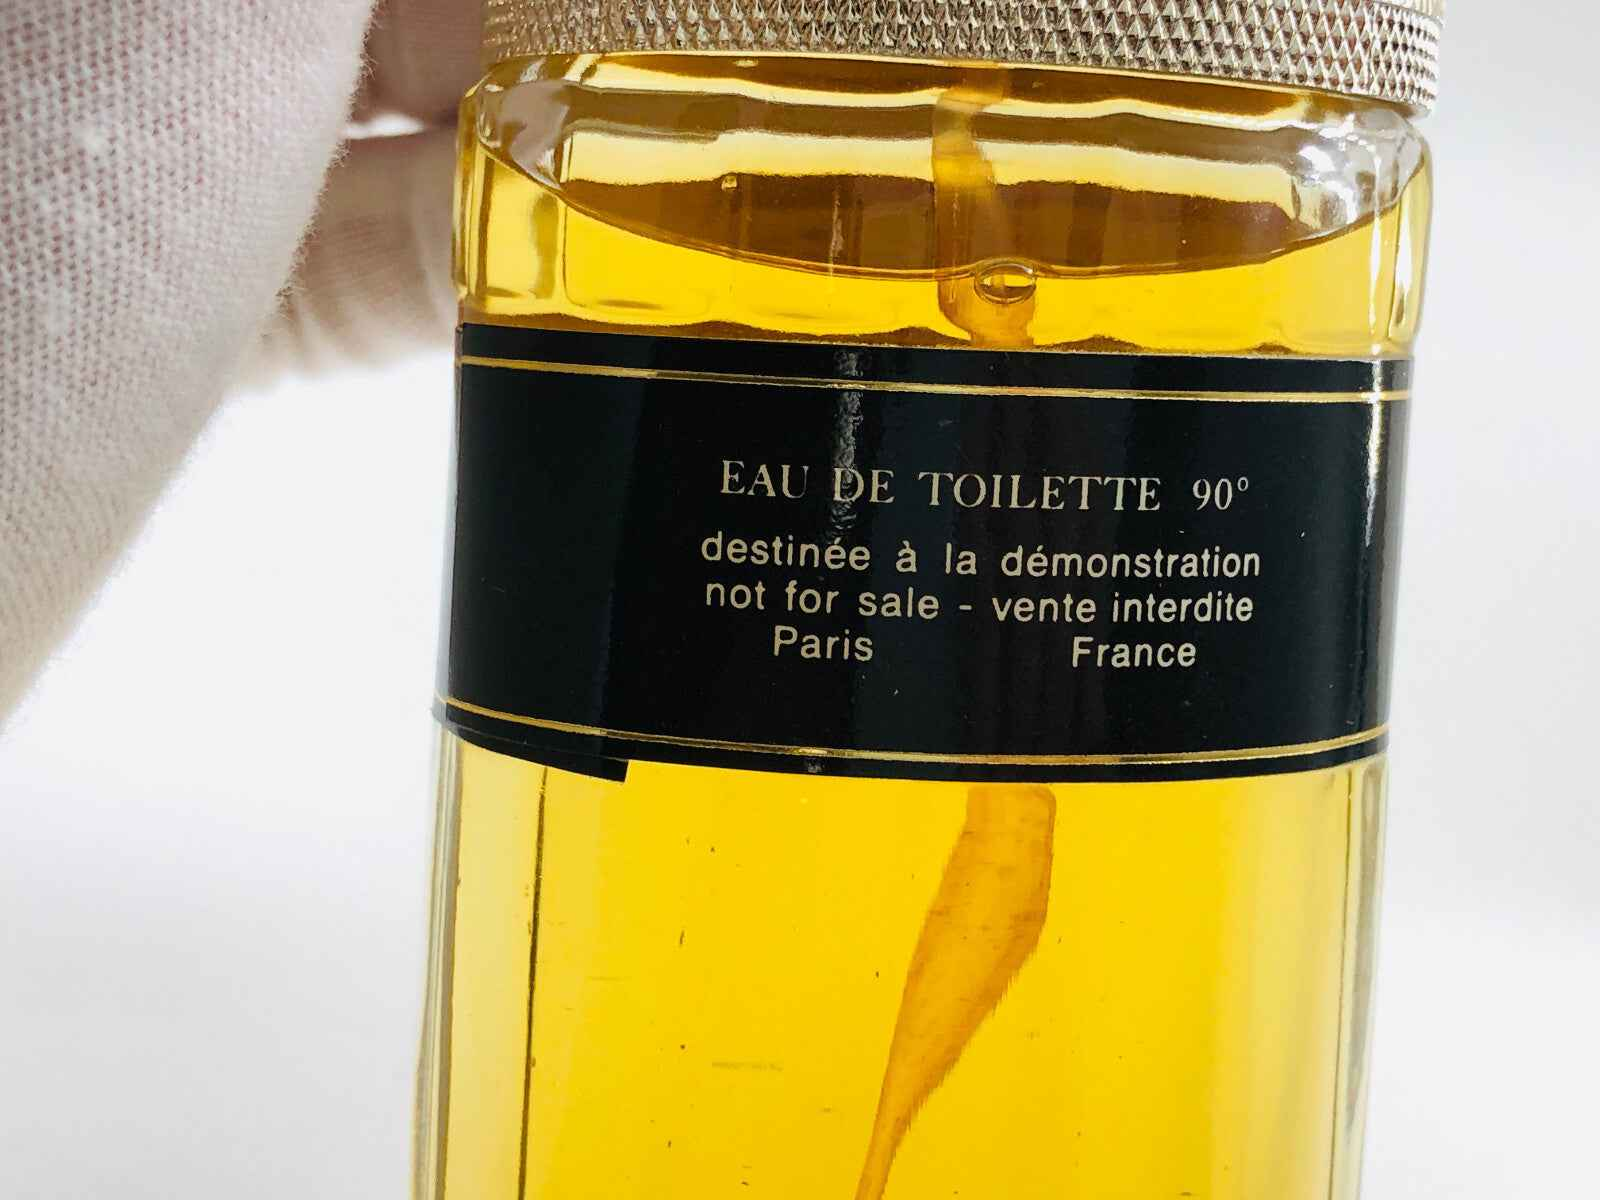 EAU DE TOILETTE 90°
destinée à la démonstration
not for sale - vente interdite
Paris France